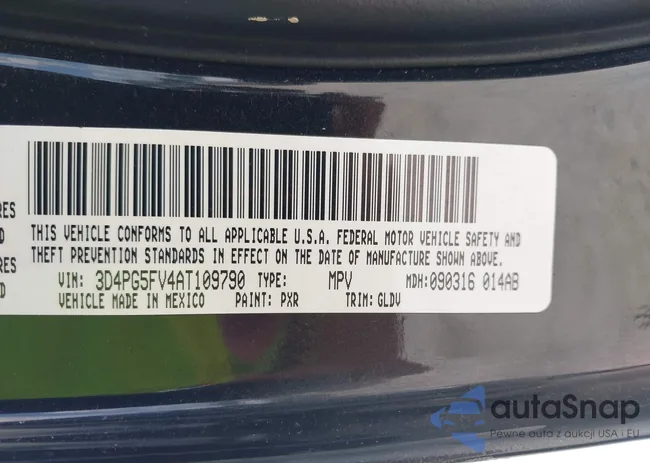 RES
D
RES
D
THIS VEHICLE CONFORMS TO ALL APPLICABLE U.S.A. FEDERAL MOTOR VEHICLE SAFETY AND
THEFT PREVENTION STANDARDS IN EFFECT ON THE DATE OF MANUFACTURE SHOWN ABOVE.
VIN: 3D4PG5FV4AT109790 TYPE: MPV MDH: 090316 014AB
VEHICLE MADE IN MEXICO PAINT: PXR TRIM: GLDV
autaSnap
Pewne auta z aukcji USA i EU